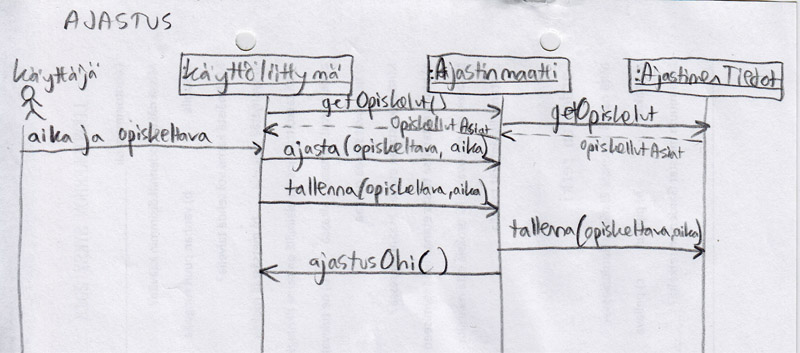 AJASTUS
Käyttäjä
:Käyttöliittymä
:Ajastinmaatti
:AjastimenTiedot
getOpiskelut()
getOpiskelut
opiskellutAsiat
opiskellutAsiat
aika ja opiskeltava
ajasta(opiskeltava, aika)
tallenna(opiskeltava,aika)
tallenna(opiskeltava,aika)
ajastusOhi()